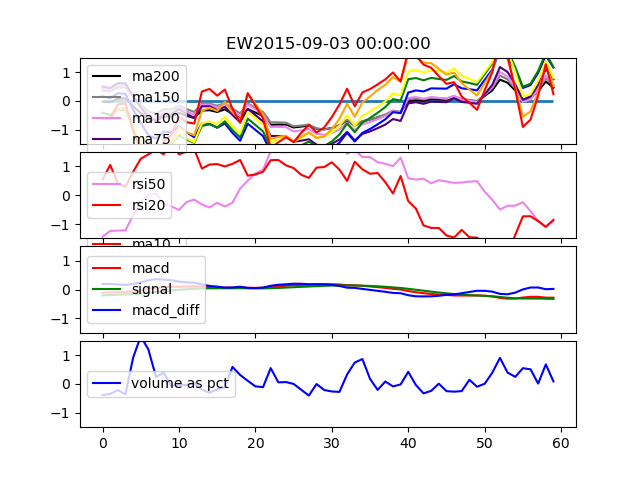 EW2015-09-03 00:00:00
1
0
−1
ma200
ma150
ma100
ma75
1
0
−1
rsi50
rsi20
ma10
1
0
−1
macd
signal
macd_diff
1
0
−1
volume as pct
0 10 20 30 40 50 60